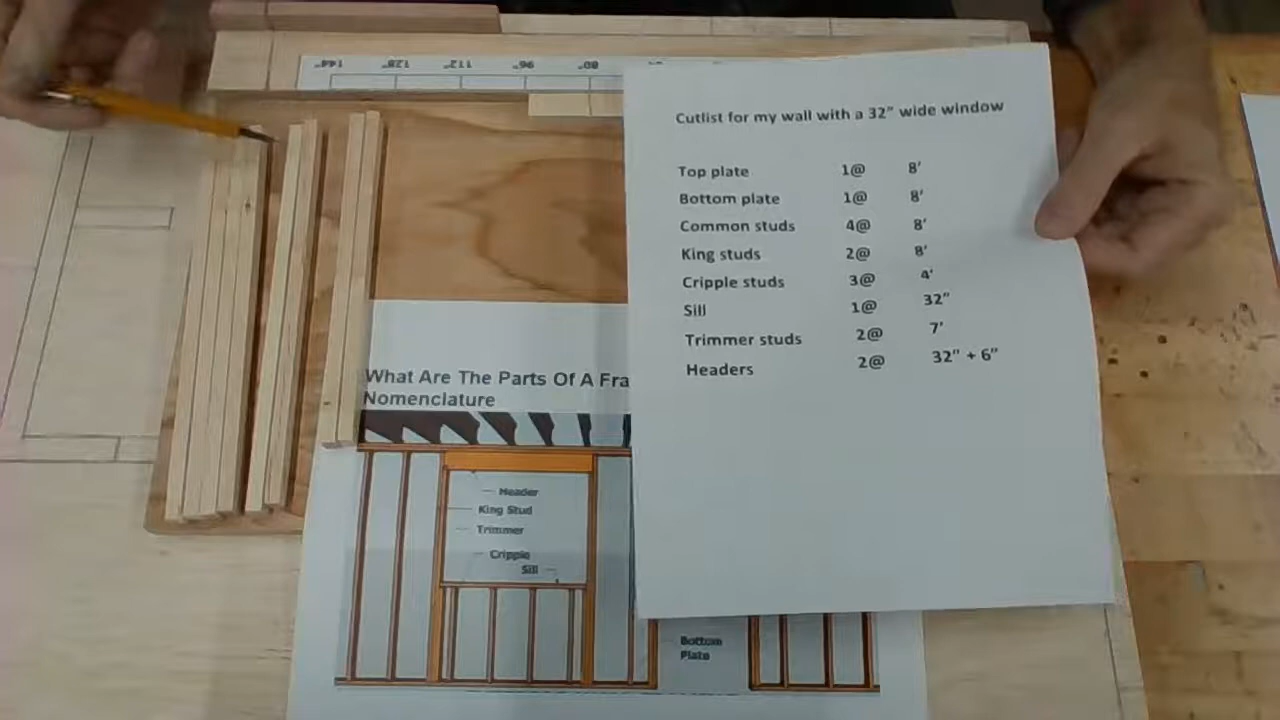 144" 128" 112" 96" 80"
Cutlist for my wall with a 32" wide window
Top plate 1@ 8'
Bottom plate 1@ 8'
Common studs 4@ 8'
King studs 2@ 8'
Cripple studs 3@ 4'
Sill 1@ 32"
Trimmer studs 2@ 7'
Headers 2@ 32" + 6"
What Are The Parts Of A Fra
Nomenclature
Header
King Stud
Trimmer
Cripple
Sill
Bottom
Plate